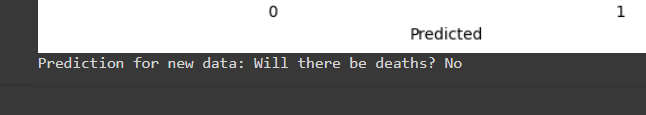 0 1
Predicted
Prediction for new data: Will there be deaths? No